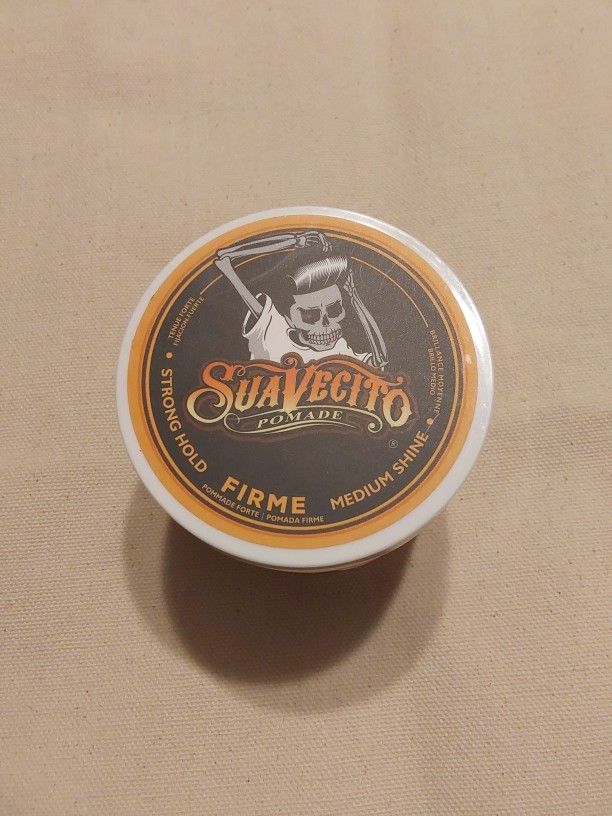 TENUE FORTE
FIJACIÓN FUERTE
BRILLANCE MOYENNE
BRILLO MEDIO
SUAVECITO
POMADE
®
• STRONG HOLD
FIRME
MEDIUM SHINE •
POMMADE FORTE | POMADA FIRME